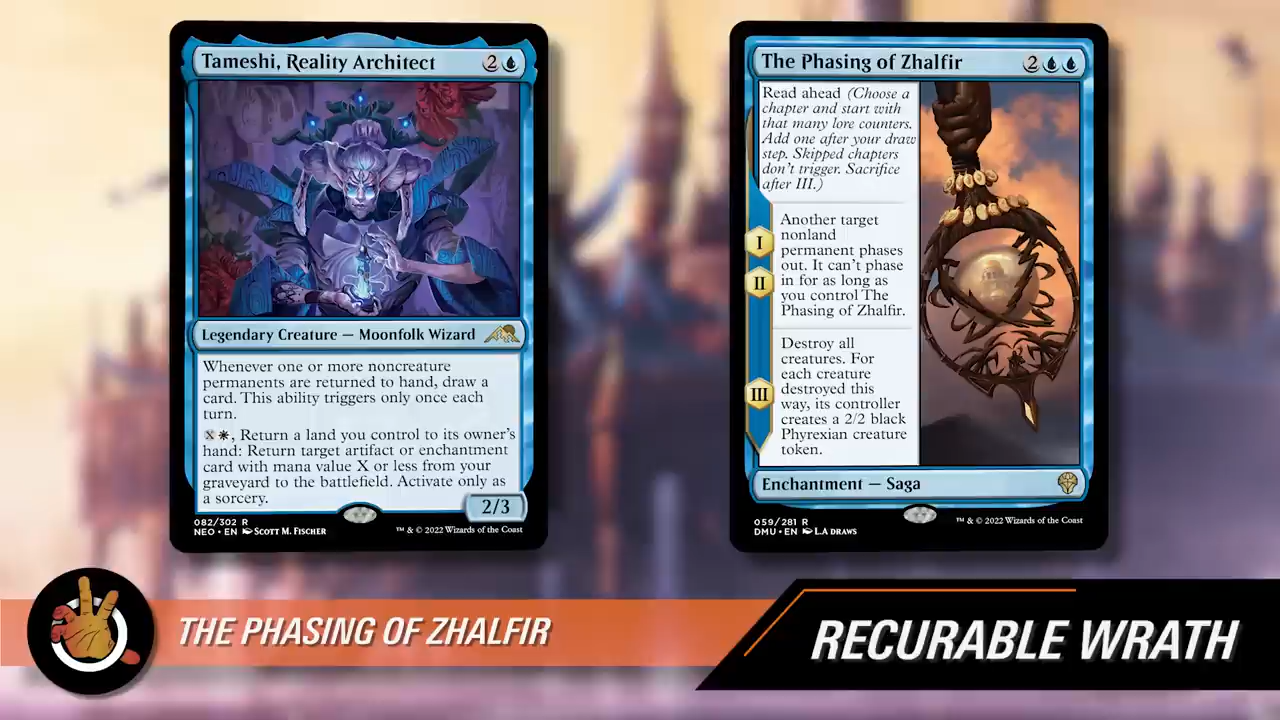 Tameshi, Reality Architect 2
Legendary Creature — Moonfolk Wizard
Whenever one or more noncreature
permanents are returned to hand, draw a
card. This ability triggers only once each
turn.
X, Return a land you control to its owner's
hand: Return target artifact or enchantment
card with mana value X or less from your
graveyard to the battlefield. Activate only as
a sorcery.
2/3
082/302 R
NEO • EN Scott M. Fischer
™ & © 2022 Wizards of the Coast
The Phasing of Zhalfir 2
Read ahead (Choose a
chapter and start with
that many lore counters.
Add one after your draw
step. Skipped chapters
don't trigger. Sacrifice
after III.)
I
II
Another target
nonland
permanent phases
out. It can't phase
in for as long as
you control The
Phasing of Zhalfir.
III
Destroy all
creatures. For
each creature
destroyed this
way, its controller
creates a 2/2 black
Phyrexian creature
token.
Enchantment — Saga
059/281 R
DMU • EN L.A Draws
™ & © 2022 Wizards of the Coast
THE PHASING OF ZHALFIR
RECURABLE WRATH